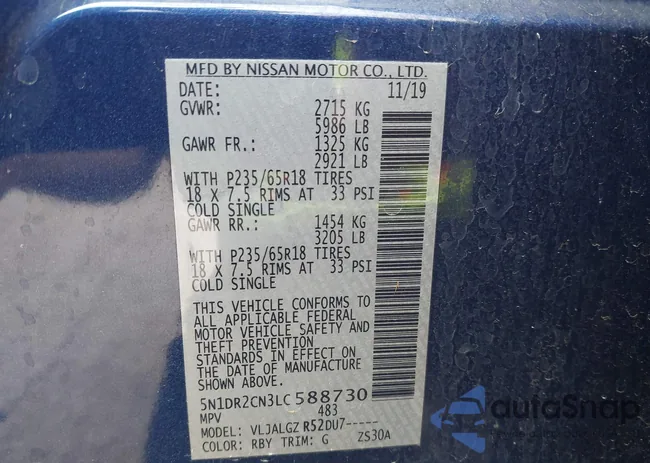 MFD BY NISSAN MOTOR CO., LTD.
DATE: 11/19
GVWR: 2715 KG
5986 LB
GAWR FR.: 1325 KG
2921 LB
WITH P235/65R18 TIRES
18 X 7.5 RIMS AT 33 PSI
COLD SINGLE
GAWR RR.: 1454 KG
3205 LB
WITH P235/65R18 TIRES
18 X 7.5 RIMS AT 33 PSI
COLD SINGLE
THIS VEHICLE CONFORMS TO
ALL APPLICABLE FEDERAL
MOTOR VEHICLE SAFETY AND
THEFT PREVENTION
STANDARDS IN EFFECT ON
THE DATE OF MANUFACTURE
SHOWN ABOVE.
5N1DR2CN3LC588730
MPV 483
MODEL: VLJALGZ R52DU7-----
COLOR: RBY TRIM: G ZS30A
autoSnap